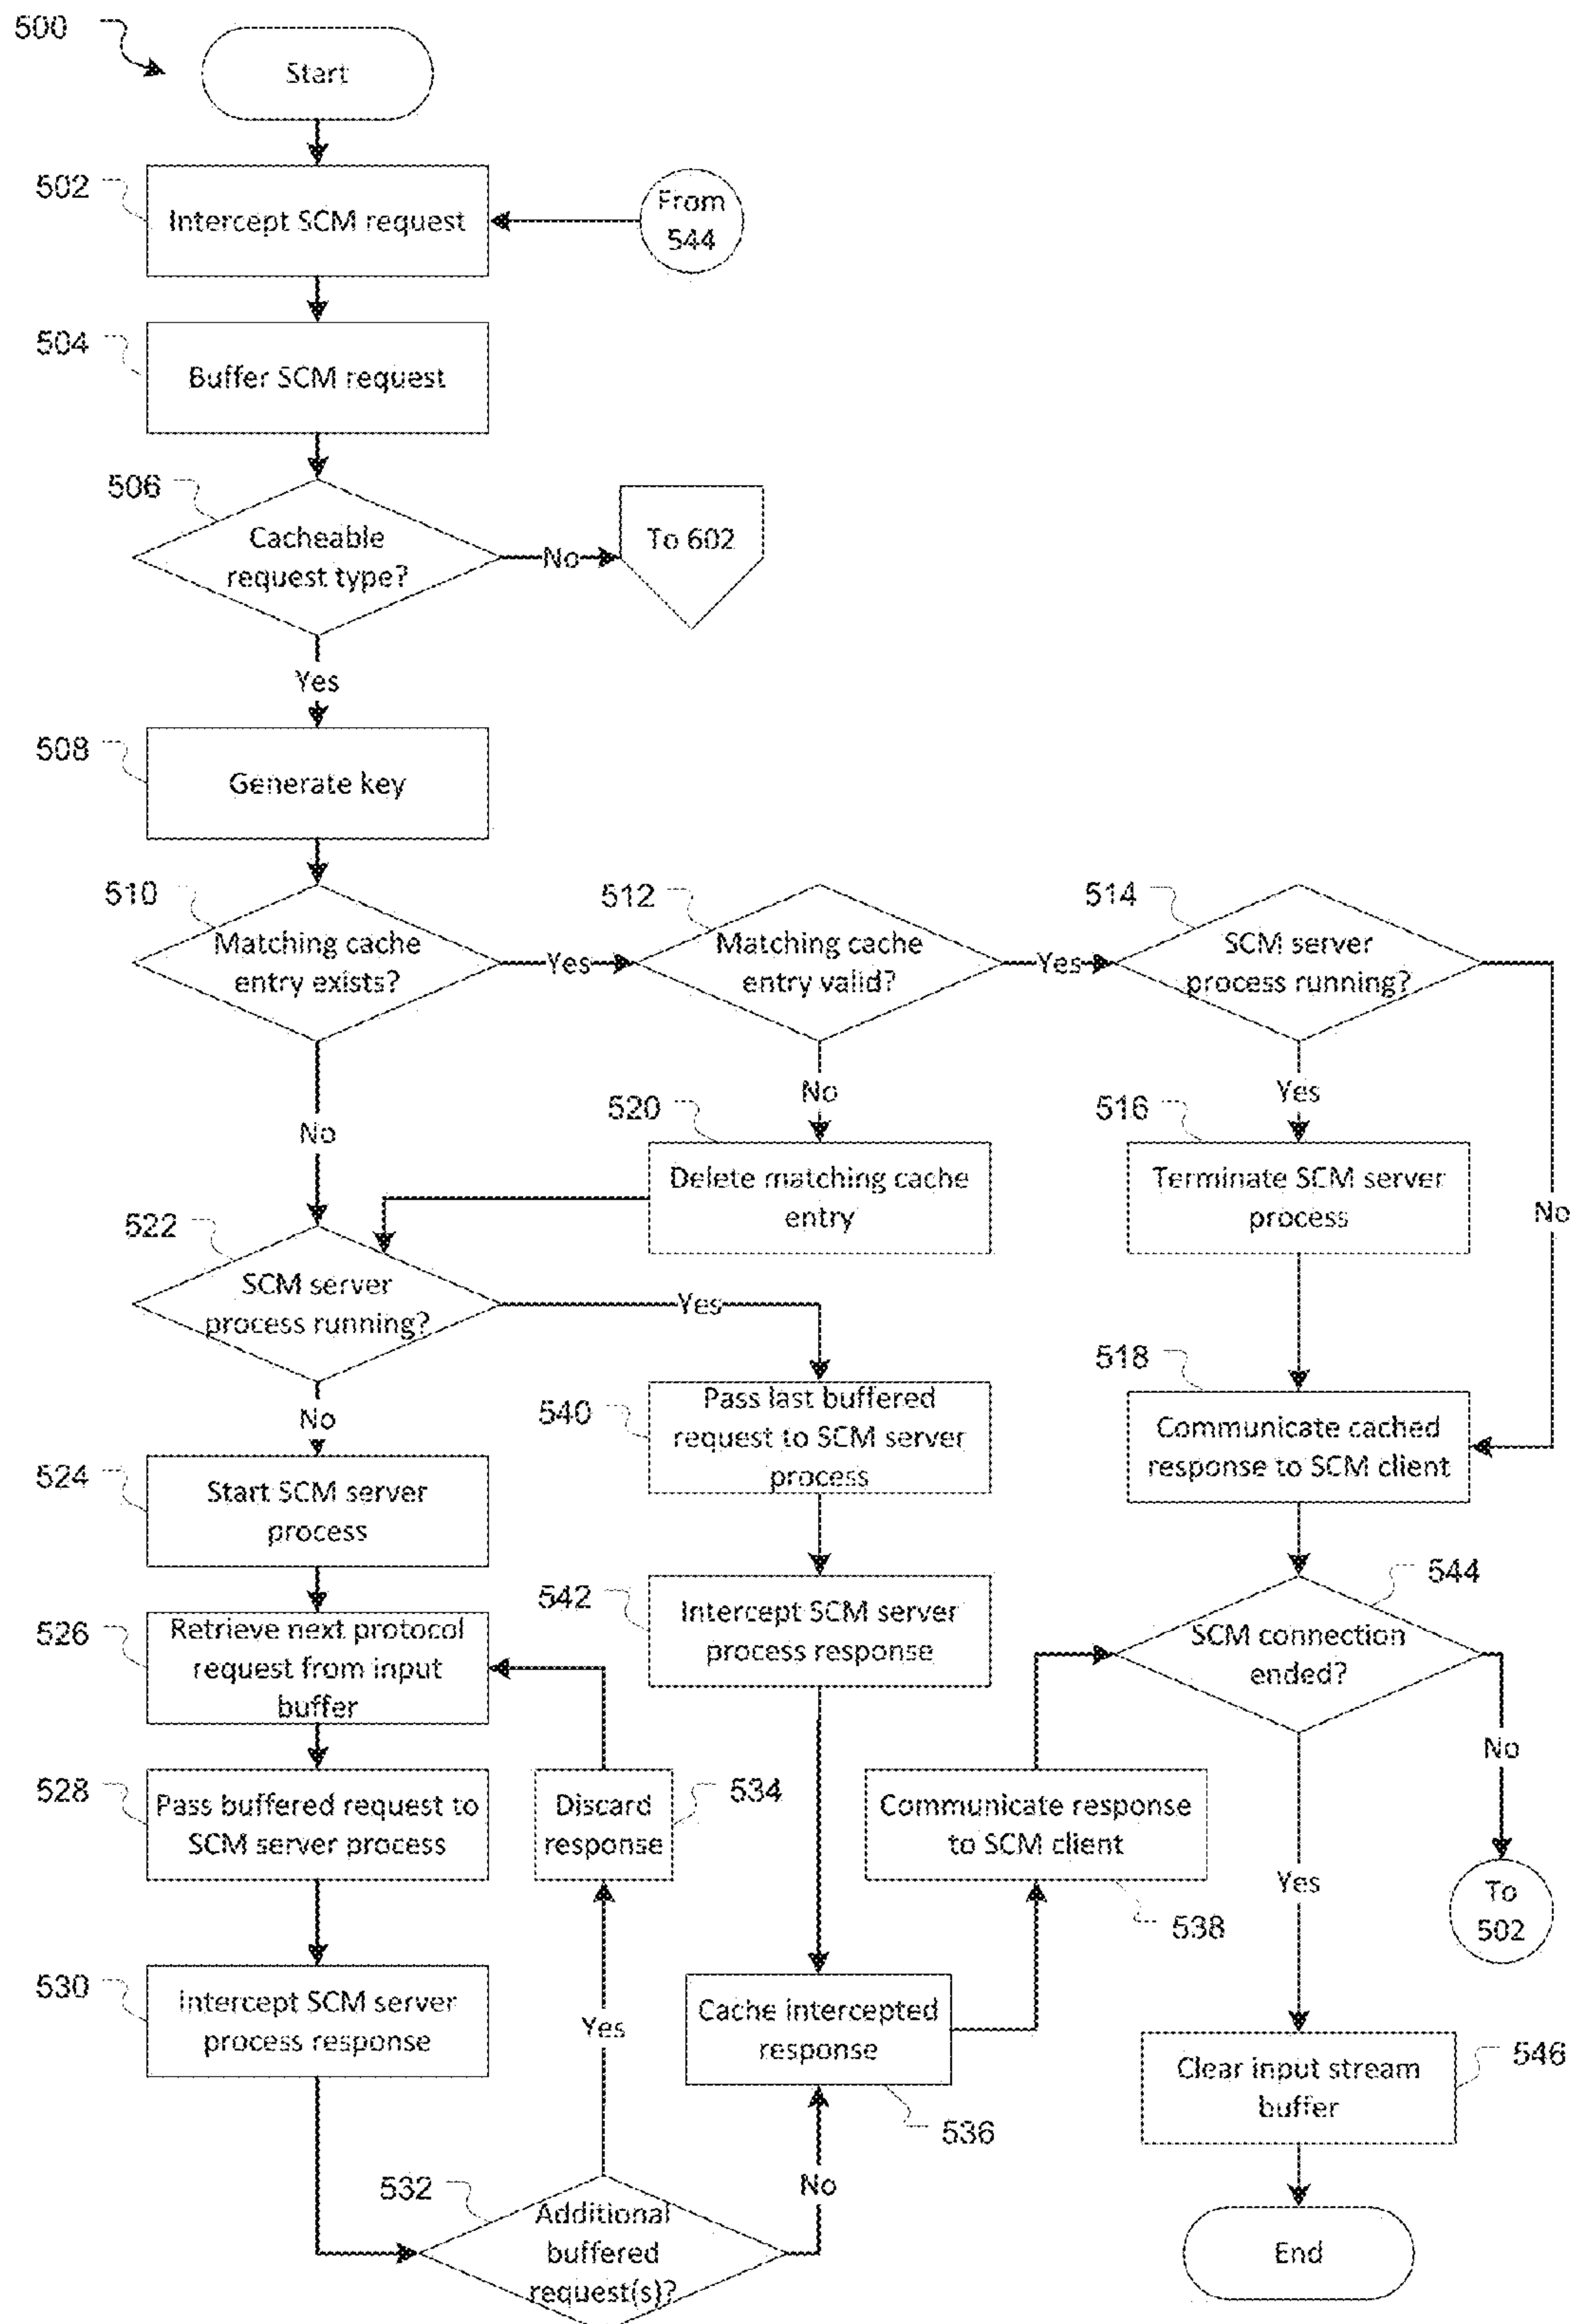 500
Start
502
Intercept SCM request
From
544
504
Buffer SCM request
506
Cacheable
request type?
No
To 602
Yes
508
Generate key
510
Matching cache
entry exists?
Yes
512
Matching cache
entry valid?
Yes
514
SCM server
process running?
No
No
520
Delete matching cache
entry
Yes
516
Terminate SCM server
process
No
522
SCM server
process running?
Yes
518
Communicate cached
response to SCM client
No
540
Pass last buffered
request to SCM server
process
524
Start SCM server
process
544
SCM connection
ended?
542
Intercept SCM server
process response
526
Retrieve next protocol
request from input
buffer
No
528
Pass buffered request to
SCM server process
Discard
response
534
Communicate response
to SCM client
538
Yes
To
502
530
Intercept SCM server
process response
Yes
Cache intercepted
response
536
Clear input stream
buffer
546
532
Additional
buffered
request(s)?
No
End